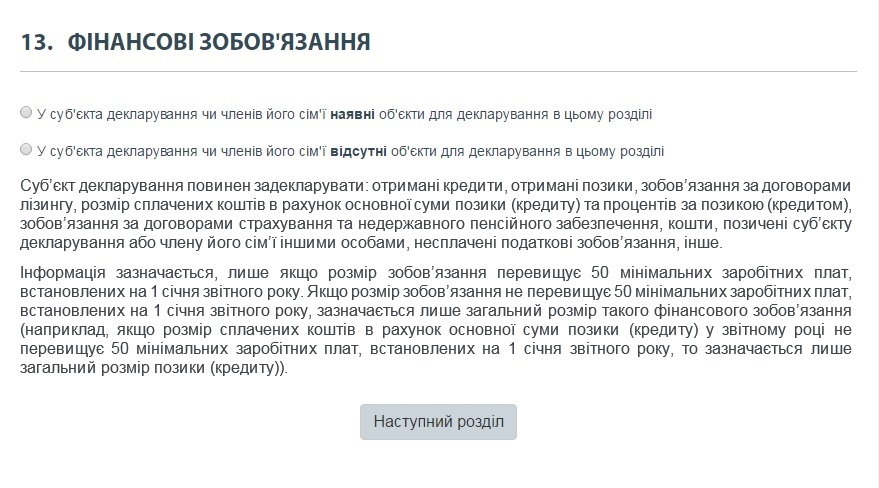 13. ФІНАНСОВІ ЗОБОВ'ЯЗАННЯ
У суб'єкта декларування чи членів його сім'ї наявні об'єкти для декларування в цьому розділі
У суб'єкта декларування чи членів його сім'ї відсутні об'єкти для декларування в цьому розділі
Суб’єкт декларування повинен задекларувати: отримані кредити, отримані позики, зобов’язання за договорами
лізингу, розмір сплачених коштів в рахунок основної суми позики (кредиту) та процентів за позикою (кредитом),
зобов’язання за договорами страхування та недержавного пенсійного забезпечення, кошти, позичені суб’єкту
декларування або члену його сім’ї іншими особами, несплачені податкові зобов’язання, інше.
Інформація зазначається, лише якщо розмір зобов’язання перевищує 50 мінімальних заробітних плат,
встановлених на 1 січня звітного року. Якщо розмір зобов’язання не перевищує 50 мінімальних заробітних плат,
встановлених на 1 січня звітного року, зазначається лише загальний розмір такого фінансового зобов’язання
(наприклад, якщо розмір сплачених коштів в рахунок основної суми позики (кредиту) у звітному році не
перевищує 50 мінімальних заробітних плат, встановлених на 1 січня звітного року, то зазначається лише
загальний розмір позики (кредиту)).
Наступний розділ